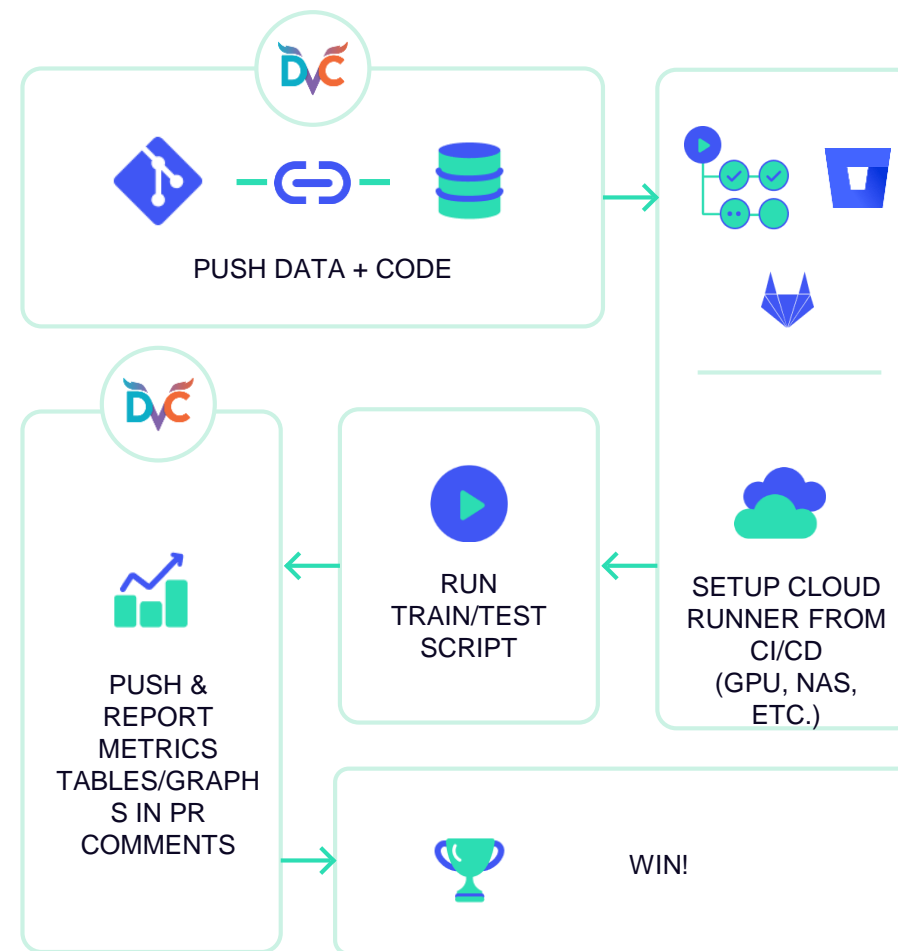 DVC
PUSH DATA + CODE
SETUP CLOUD
RUNNER FROM
CI/CD
(GPU, NAS,
ETC.)
RUN
TRAIN/TEST
SCRIPT
DVC
PUSH &
REPORT
METRICS
TABLES/GRAPH
S IN PR
COMMENTS
WIN!